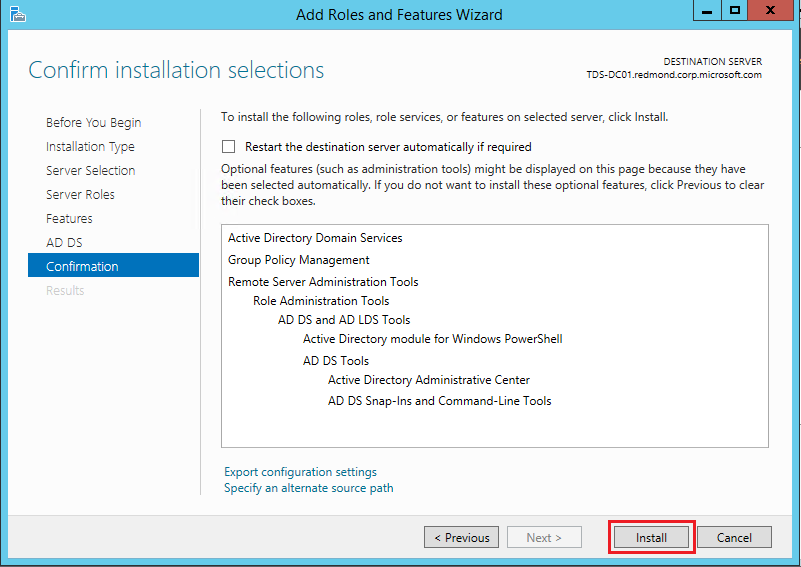 Add Roles and Features Wizard
Confirm installation selections
DESTINATION SERVER
TDS-DC01.redmond.corp.microsoft.com
Before You Begin
Installation Type
Server Selection
Server Roles
Features
AD DS
Confirmation
Results
To install the following roles, role services, or features on selected server, click Install.
Restart the destination server automatically if required
Optional features (such as administration tools) might be displayed on this page because they have
been selected automatically. If you do not want to install these optional features, click Previous to clear
their check boxes.
Active Directory Domain Services
Group Policy Management
Remote Server Administration Tools
Role Administration Tools
AD DS and AD LDS Tools
Active Directory module for Windows PowerShell
AD DS Tools
Active Directory Administrative Center
AD DS Snap-Ins and Command-Line Tools
Export configuration settings
Specify an alternate source path
< Previous
Next >
Install
Cancel